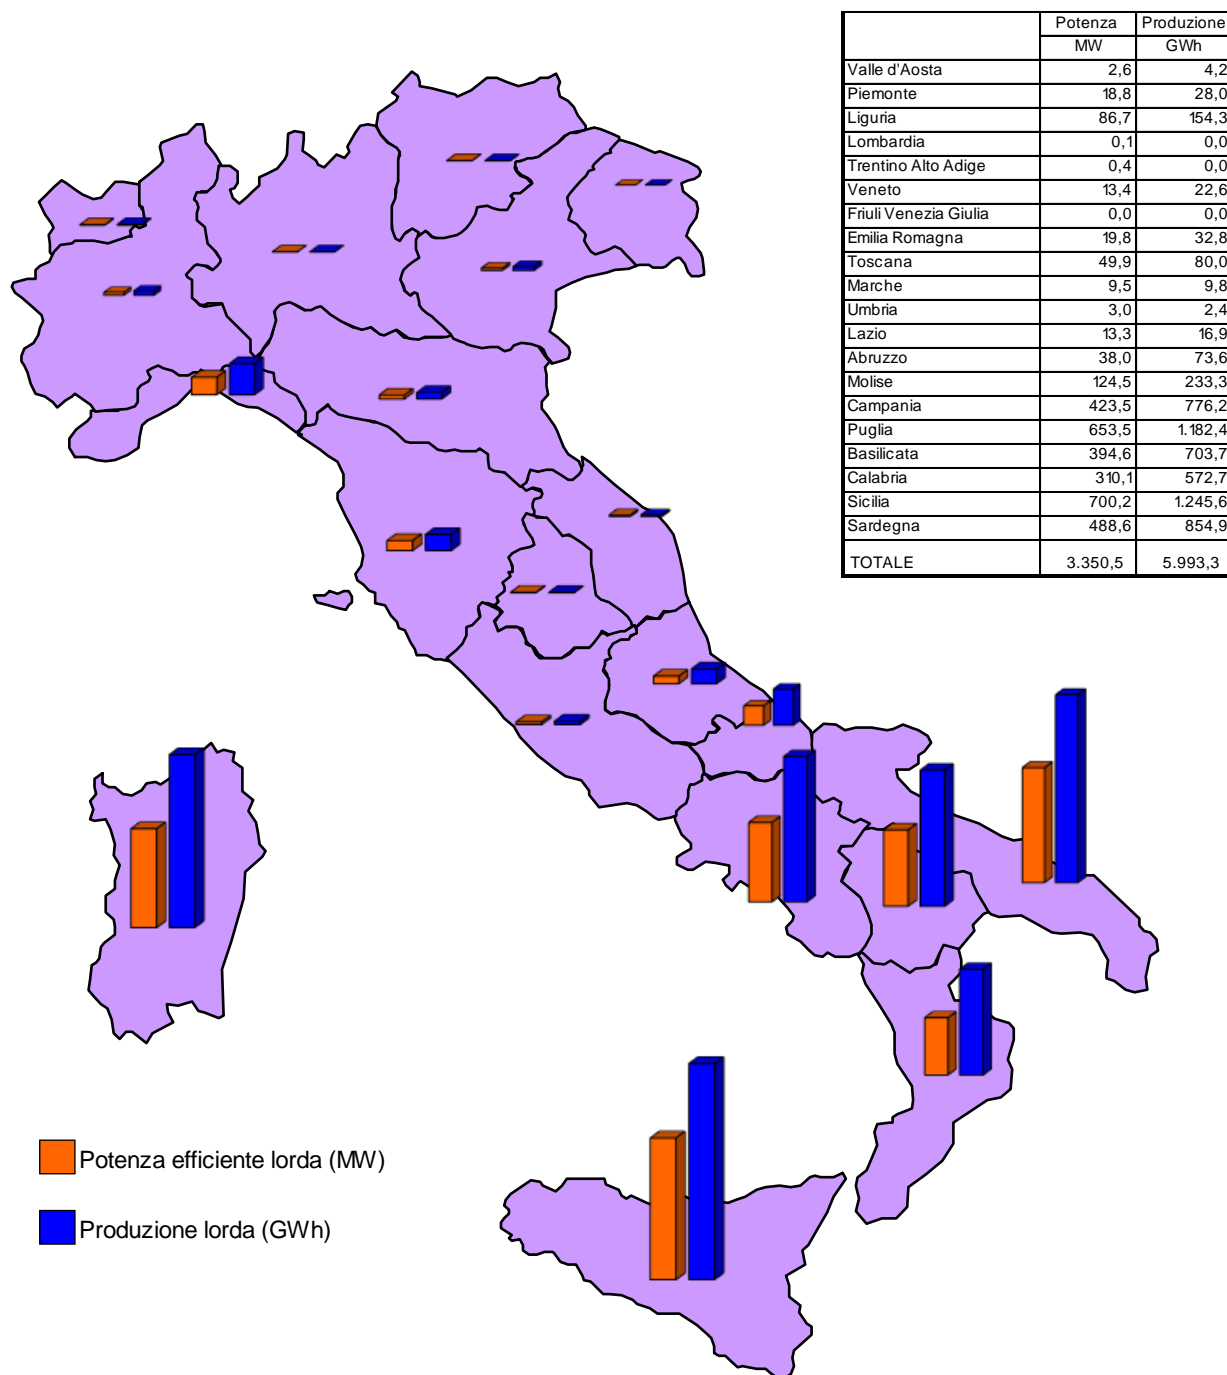 Potenza Produzione
MW GWh
Valle d'Aosta 2,6 4,2
Piemonte 18,8 28,0
Liguria 86,7 154,3
Lombardia 0,1 0,0
Trentino Alto Adige 0,4 0,0
Veneto 13,4 22,6
Friuli Venezia Giulia 0,0 0,0
Emilia Romagna 19,8 32,8
Toscana 49,9 80,0
Marche 9,5 9,8
Umbria 3,0 2,4
Lazio 13,3 16,9
Abruzzo 38,0 73,6
Molise 124,5 233,3
Campania 423,5 776,2
Puglia 653,5 1.182,4
Basilicata 394,6 703,7
Calabria 310,1 572,7
Sicilia 700,2 1.245,6
Sardegna 488,6 854,9
TOTALE 3.350,5 5.993,3
Potenza efficiente lorda (MW)
Produzione lorda (GWh)